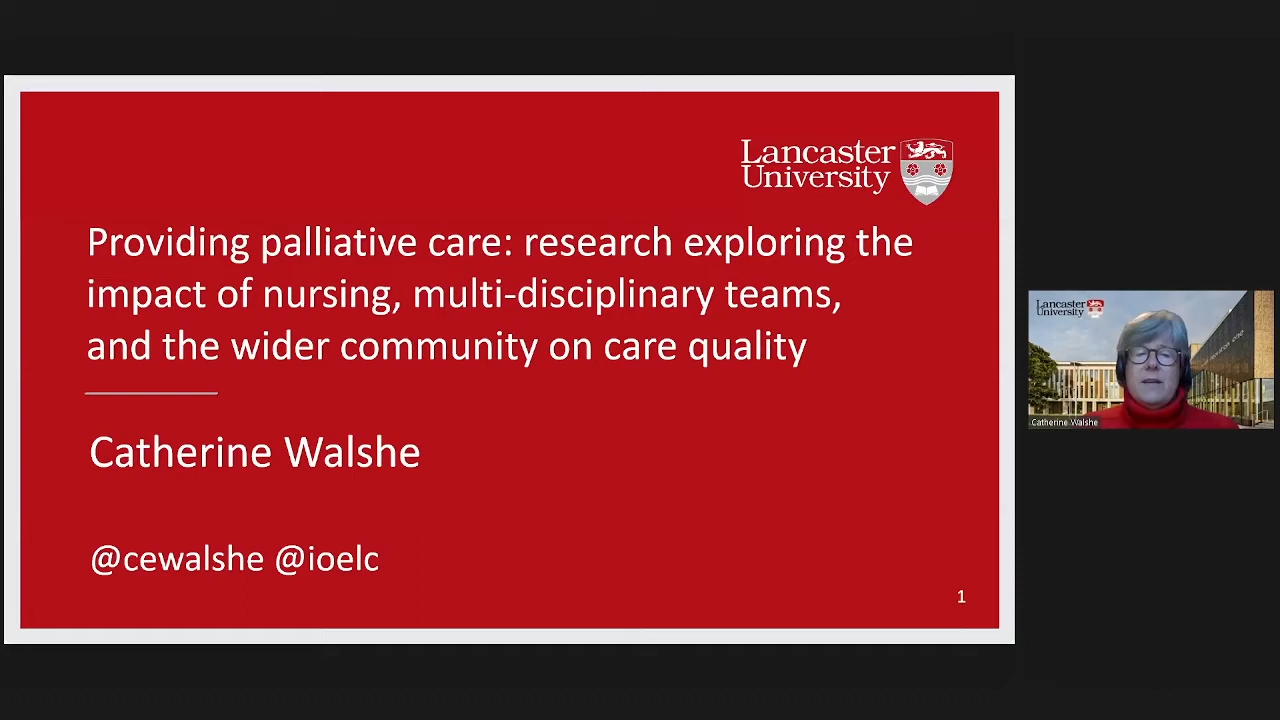 Lancaster
University
Providing palliative care: research exploring the
impact of nursing, multi-disciplinary teams,
and the wider community on care quality
Catherine Walshe
@cewalshe @ioelc
1
Lancaster
University
Catherine Walshe